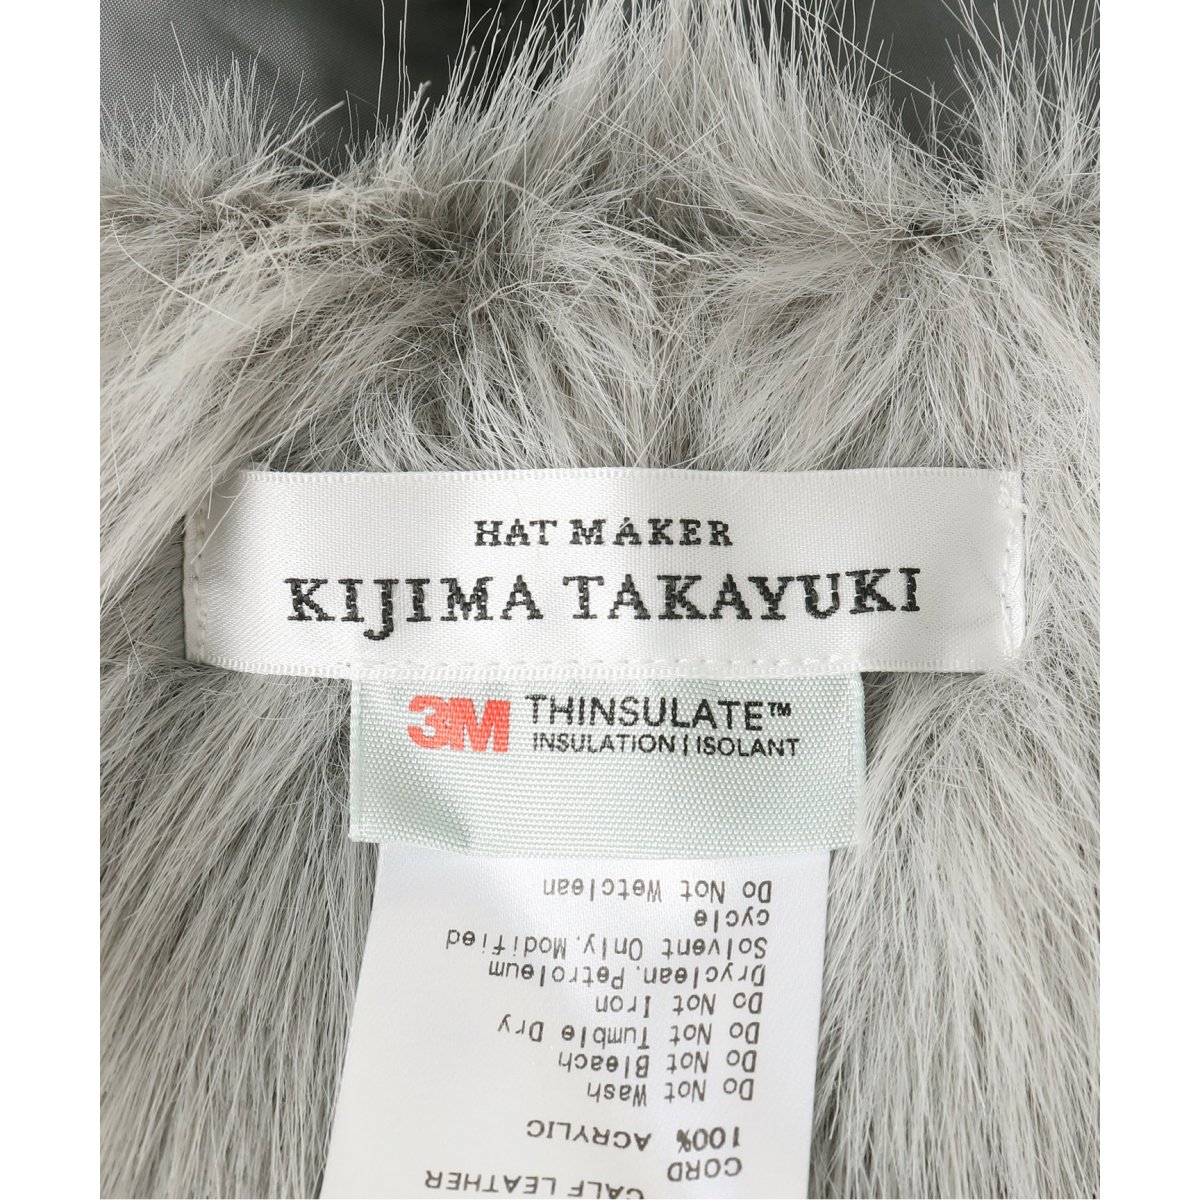 HAT MAKER
KIJIMA TAKAYUKI
3M THINSULATE™
INSULATION | ISOLANT
CALF LEATHER
CORD
100% ACRYLIC
Do Not Wash
Do Not Bleach
Do Not Tumble Dry
Do Not Iron
Dryclean, Petroleum
Solvent Only, Modified
cycle
Do Not Wetclean